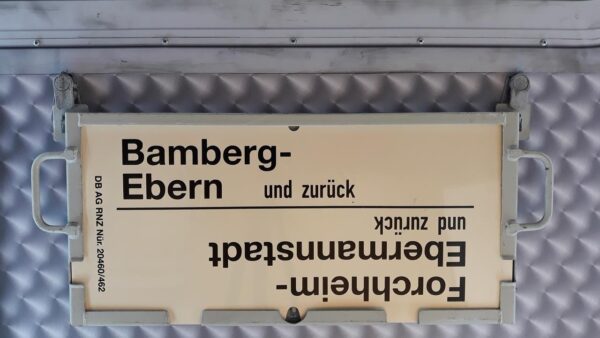 Bamberg-
Ebern und zurück
Forchheim-
Ebermannstadt
und zurück
DB AG RNZ Nür. 20460/462